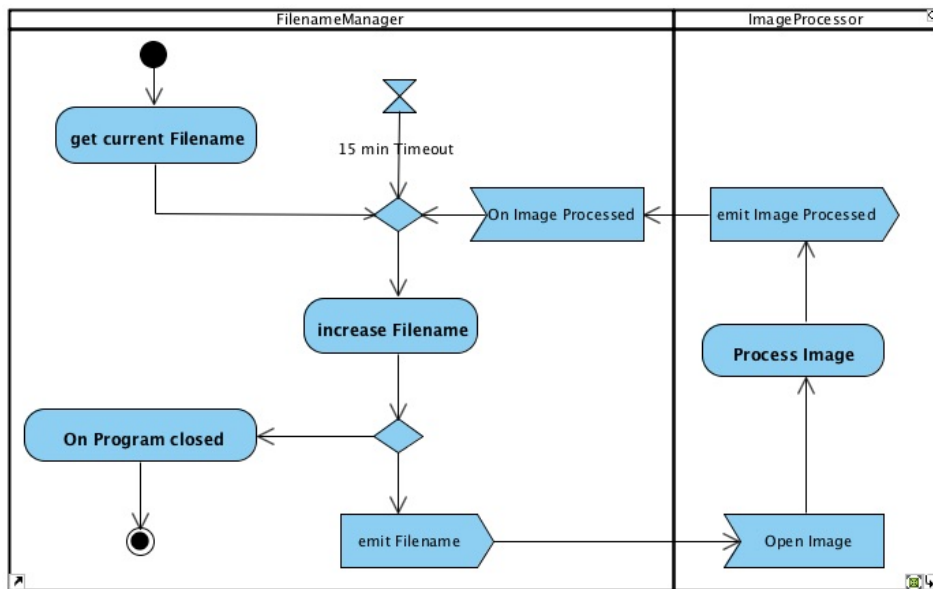 FilenameManager
ImageProcessor
get current Filename
15 min Timeout
On Image Processed
emit Image Processed
increase Filename
Process Image
On Program closed
emit Filename
Open Image